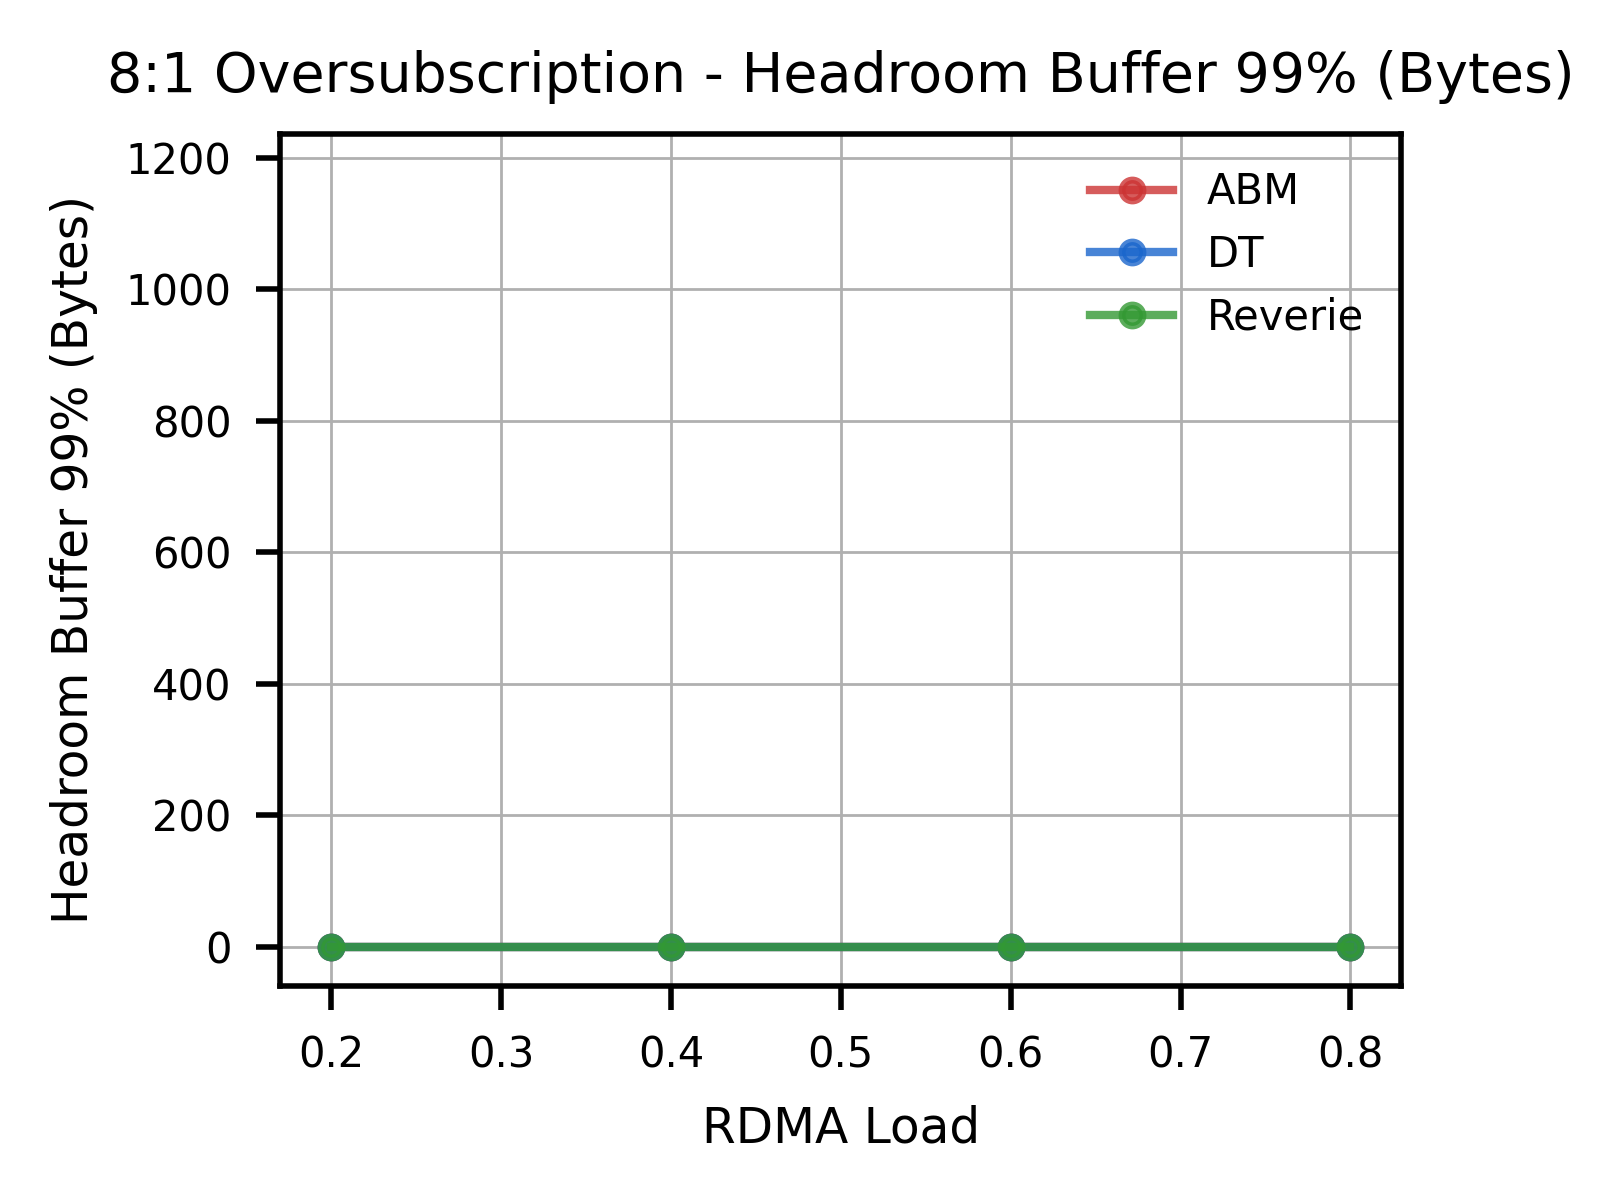 8:1 Oversubscription - Headroom Buffer 99% (Bytes)
Headroom Buffer 99% (Bytes)
1200
1000
800
600
400
200
0
ABM
DT
Reverie
0.2 0.3 0.4 0.5 0.6 0.7 0.8
RDMA Load